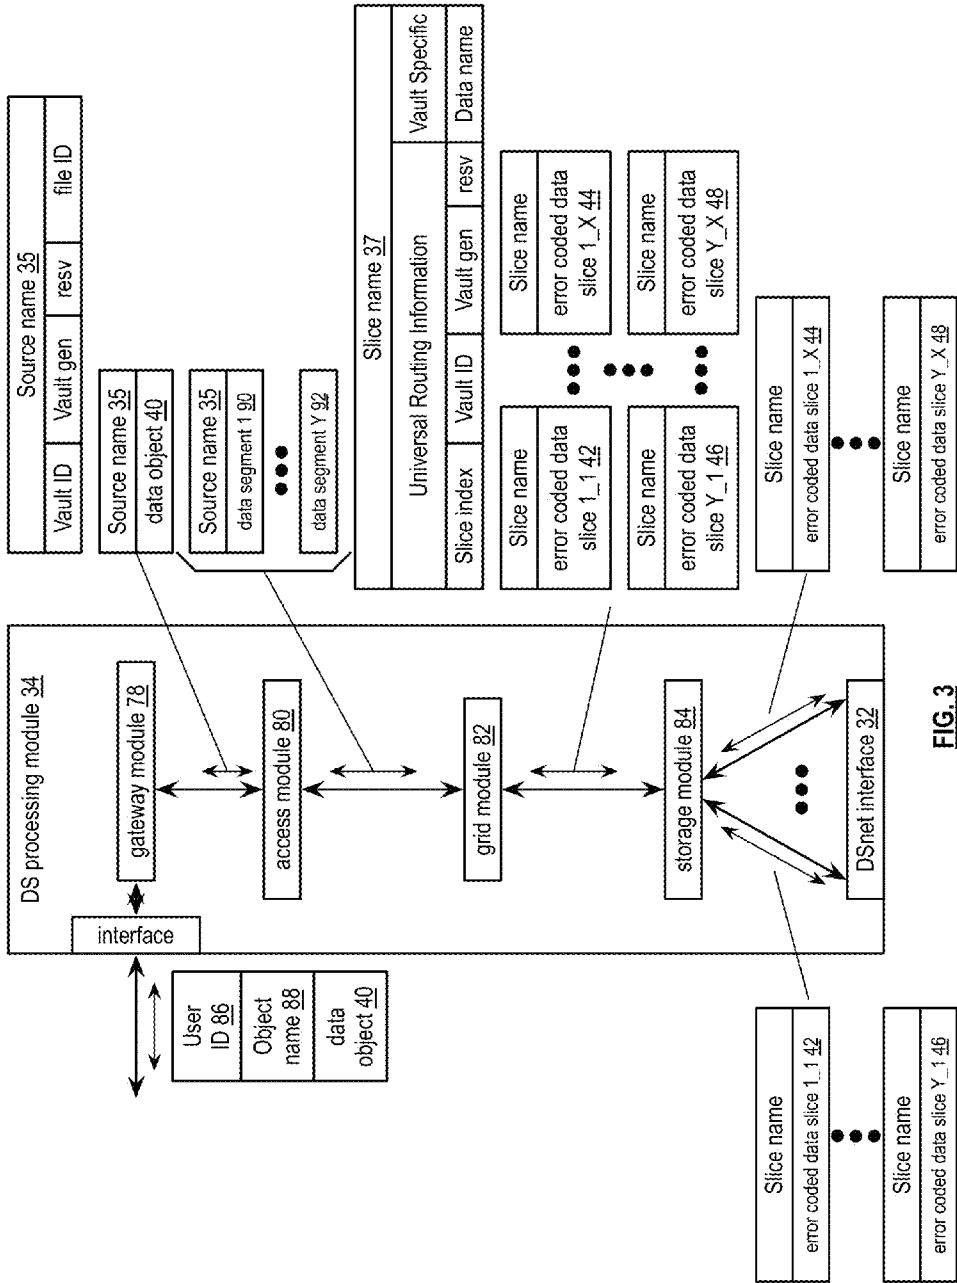 DS processing module 34
interface
gateway module 78
access module 80
grid module 82
storage module 84
DSnet interface 32
User
ID 86
Object
name 88
data
object 40
Source name 35
Vault ID
Vault gen
resv
file ID
Source name 35
data object 40
Source name 35
data segment 1 90
data segment Y 92
Slice name 37
Universal Routing Information
Vault Specific
Slice index
Vault ID
Vault gen
resv
Data name
Slice name
error coded data
slice 1_1 42
Slice name
error coded data
slice 1_X 44
Slice name
error coded data
slice Y_1 46
Slice name
error coded data
slice Y_X 48
Slice name
error coded data slice 1_1 42
Slice name
error coded data slice Y_1 46
Slice name
error coded data slice 1_X 44
Slice name
error coded data slice Y_X 48
FIG. 3